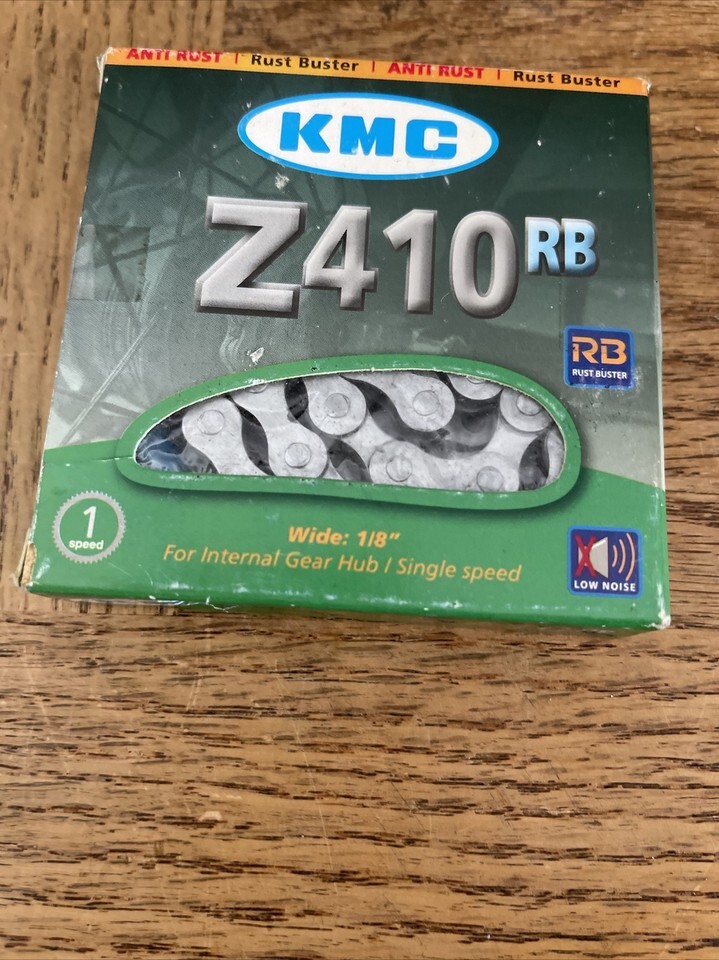 ANTI RUST | Rust Buster | ANTI RUST | Rust Buster
KMC
Z410RB
RB
RUST BUSTER
1
speed
Wide: 1/8"
For Internal Gear Hub / Single speed
LOW NOISE